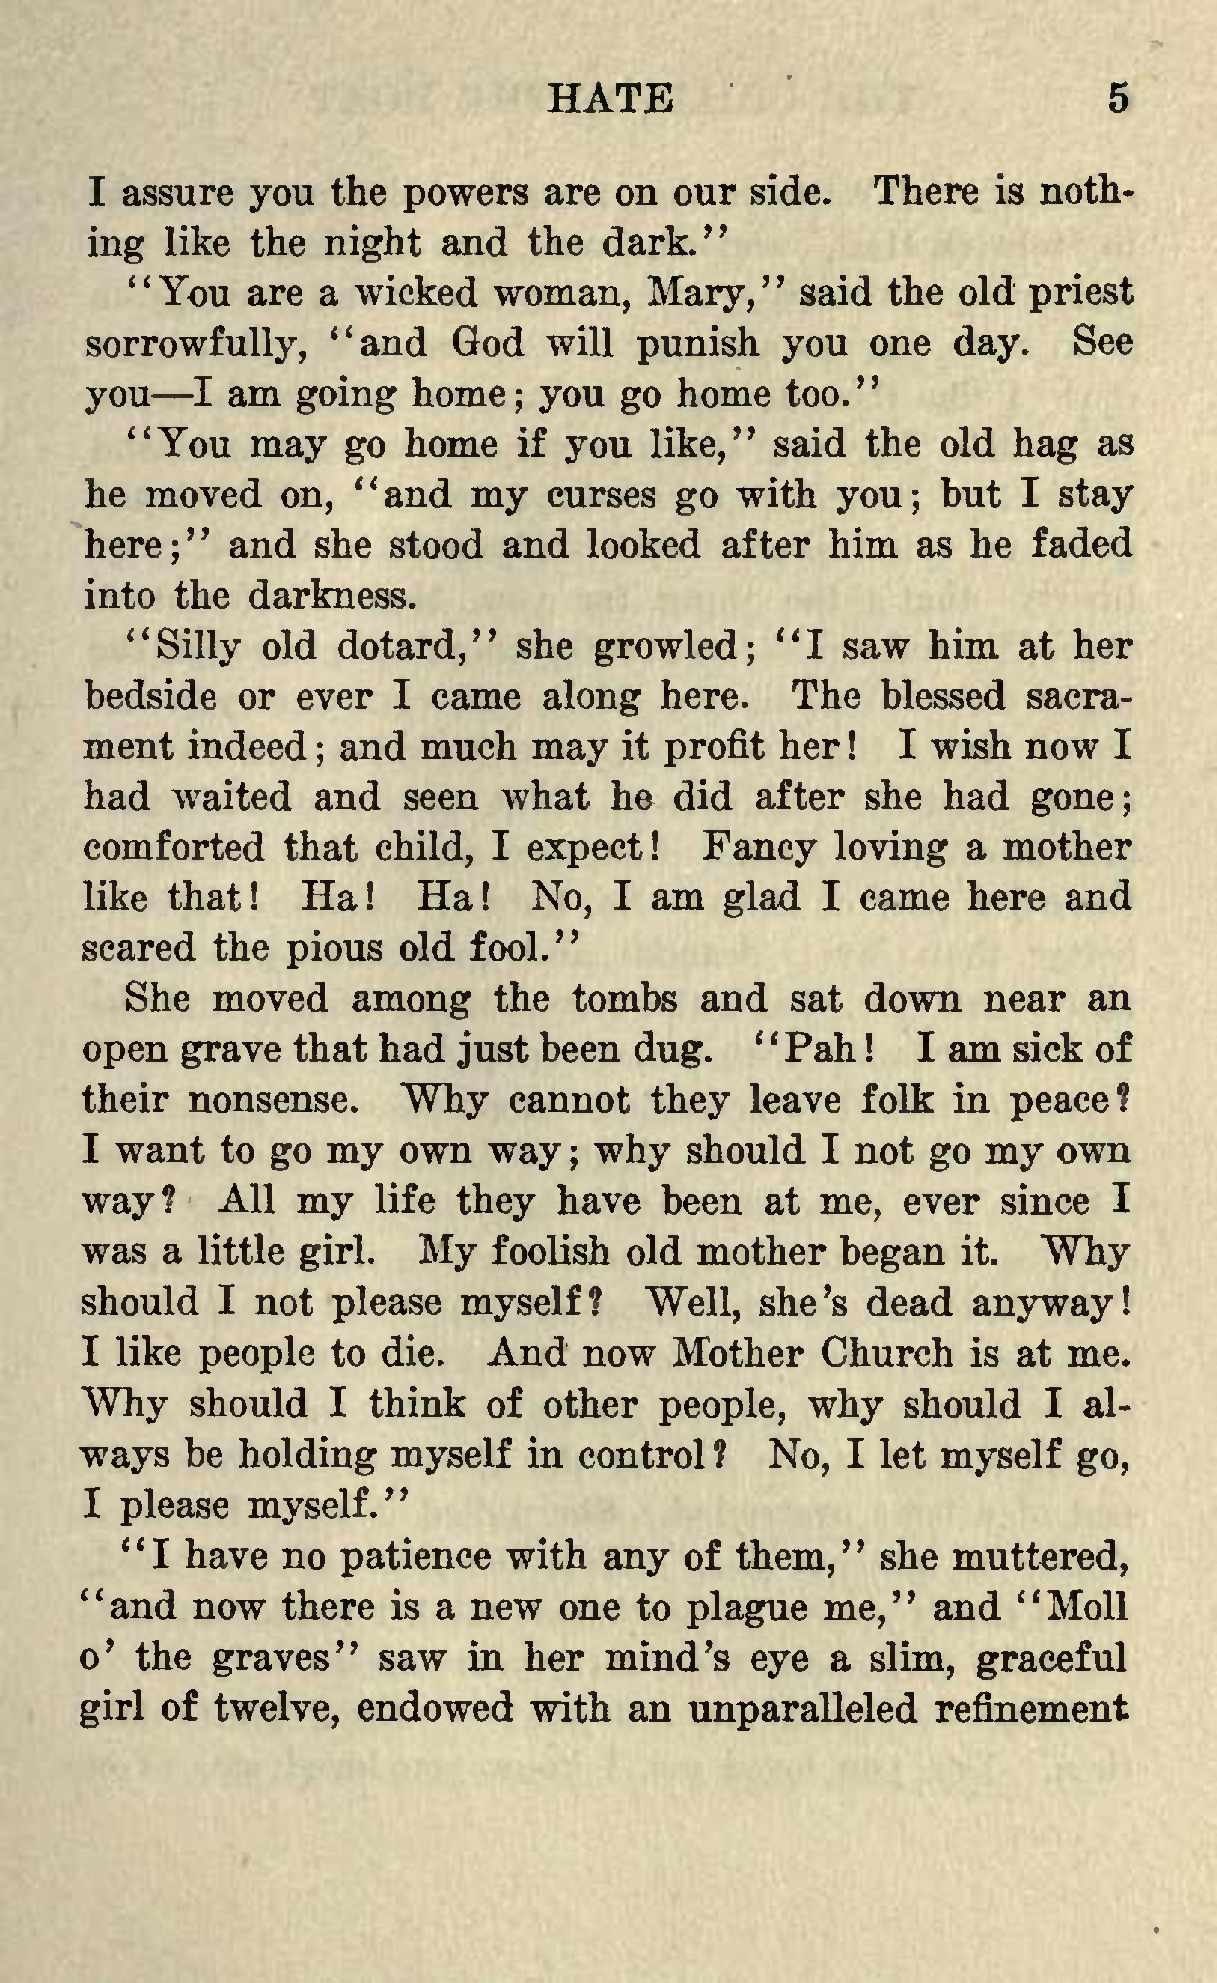 HATE 5
I assure you the powers are on our side. There is noth-
ing like the night and the dark."
"You are a wicked woman, Mary," said the old priest
sorrowfully, "and God will punish you one day. See
you—I am going home; you go home too."
"You may go home if you like," said the old hag as
he moved on, "and my curses go with you; but I stay
here;" and she stood and looked after him as he faded
into the darkness.
"Silly old dotard," she growled; "I saw him at her
bedside or ever I came along here. The blessed sacra-
ment indeed; and much may it profit her! I wish now I
had waited and seen what he did after she had gone;
comforted that child, I expect! Fancy loving a mother
like that! Ha! Ha! No, I am glad I came here and
scared the pious old fool."
She moved among the tombs and sat down near an
open grave that had just been dug. "Pah! I am sick of
their nonsense. Why cannot they leave folk in peace?
I want to go my own way; why should I not go my own
way? All my life they have been at me, ever since I
was a little girl. My foolish old mother began it. Why
should I not please myself? Well, she's dead anyway!
I like people to die. And now Mother Church is at me.
Why should I think of other people, why should I al-
ways be holding myself in control? No, I let myself go,
I please myself."
"I have no patience with any of them," she muttered,
"and now there is a new one to plague me," and "Moll
o' the graves" saw in her mind's eye a slim, graceful
girl of twelve, endowed with an unparalleled refinement